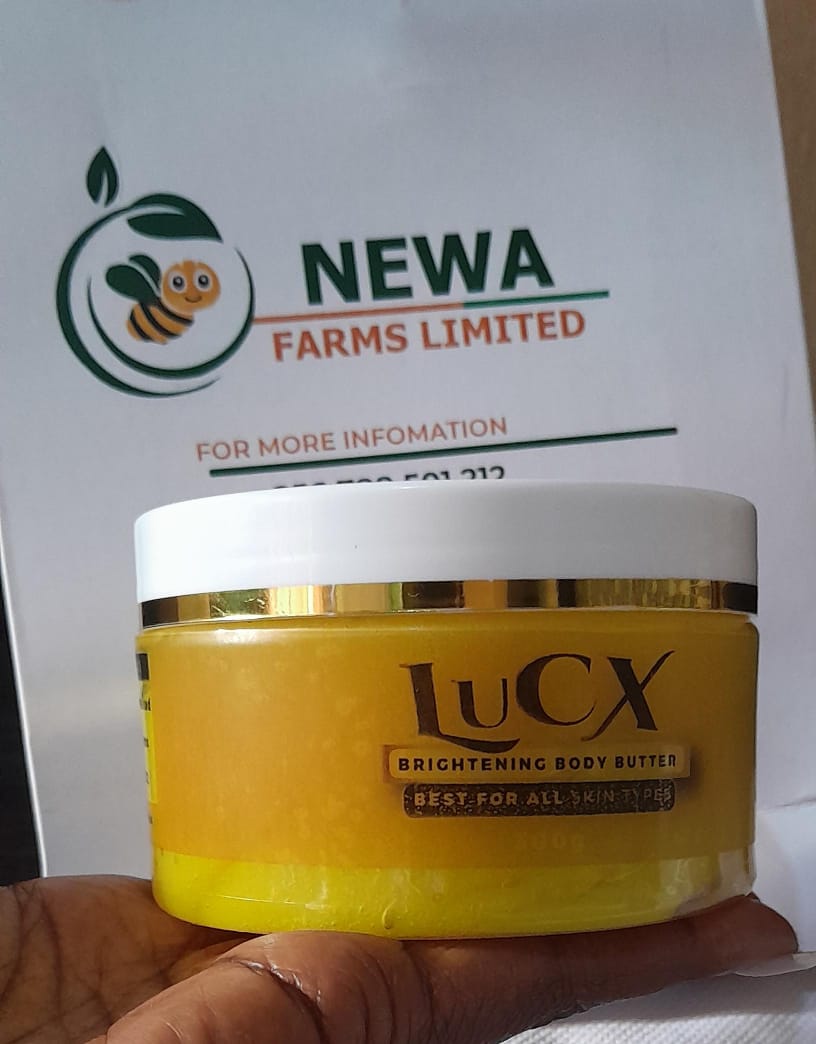 NEWA
FARMS LIMITED
FOR MORE INFOMATION
LUCX
BRIGHTENING BODY BUTTER
BEST FOR ALL SKIN TYPES